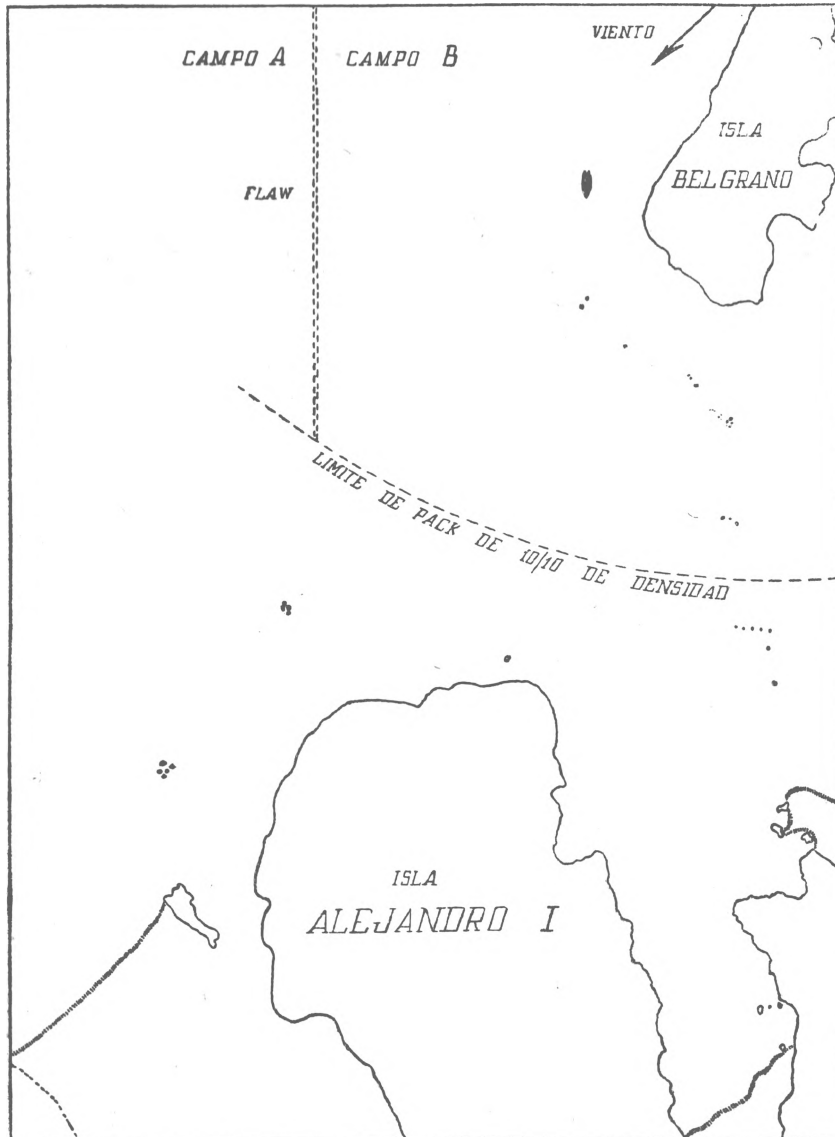 VIENTO
CAMPO A
CAMPO B
ISLA
BELGRANO
FLAW
LIMITE DE PACK DE 10/10 DE DENSIDAD
ISLA
ALEJANDRO I